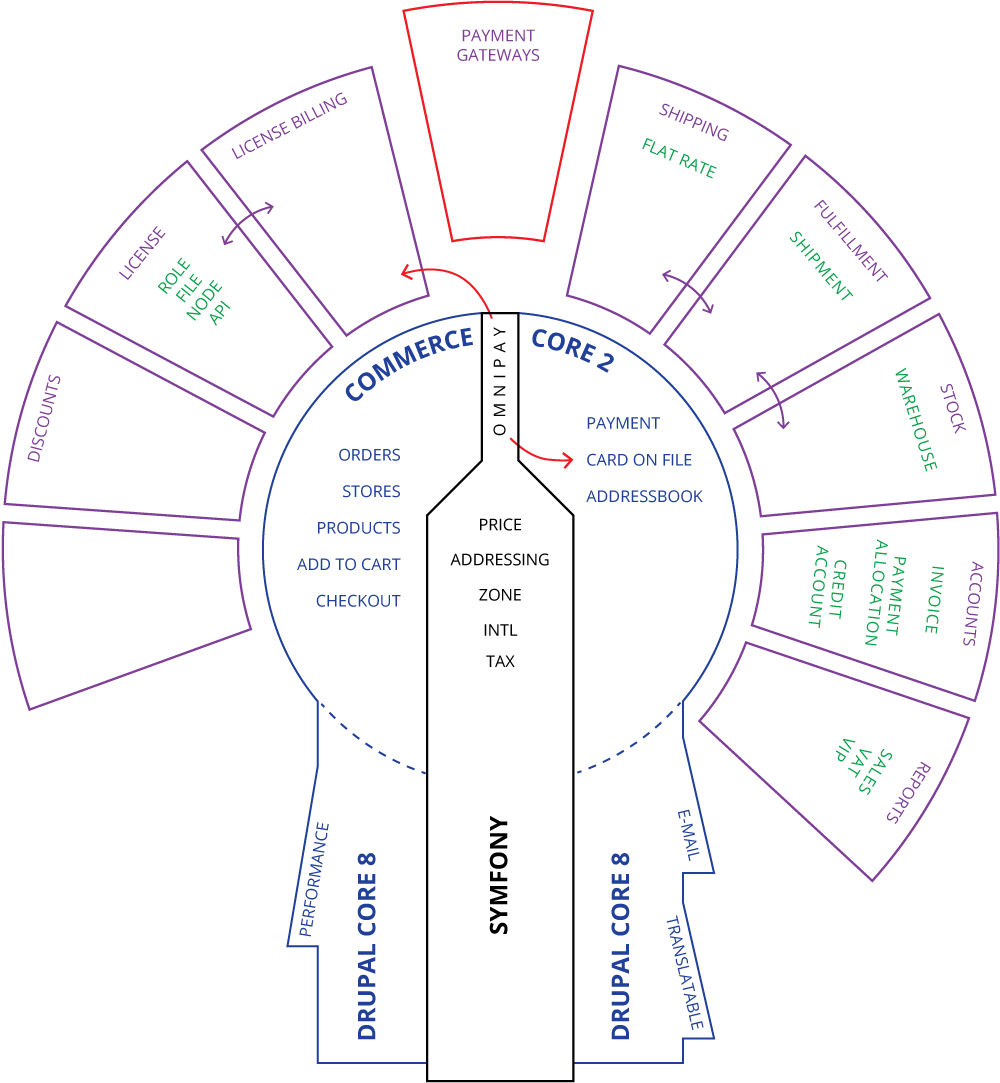 PAYMENT
GATEWAYS
LICENSE BILLING
SHIPPING
FLAT RATE
LICENSE
ROLE
FILE
NODE
API
FULFILLMENT
SHIPMENT
DISCOUNTS
STOCK
WAREHOUSE
COMMERCE
CORE 2
OMNIPAY
ORDERS
STORES
PRODUCTS
ADD TO CART
CHECKOUT
PAYMENT
CARD ON FILE
ADDRESSBOOK
PRICE
ADDRESSING
ZONE
INTL
TAX
ACCOUNTS
INVOICE
PAYMENT
ALLOCATION
CREDIT
ACCOUNT
REPORTS
SALES
VAT
VIP
PERFORMANCE
DRUPAL CORE 8
SYMFONY
DRUPAL CORE 8
E-MAIL
TRANSLATABLE